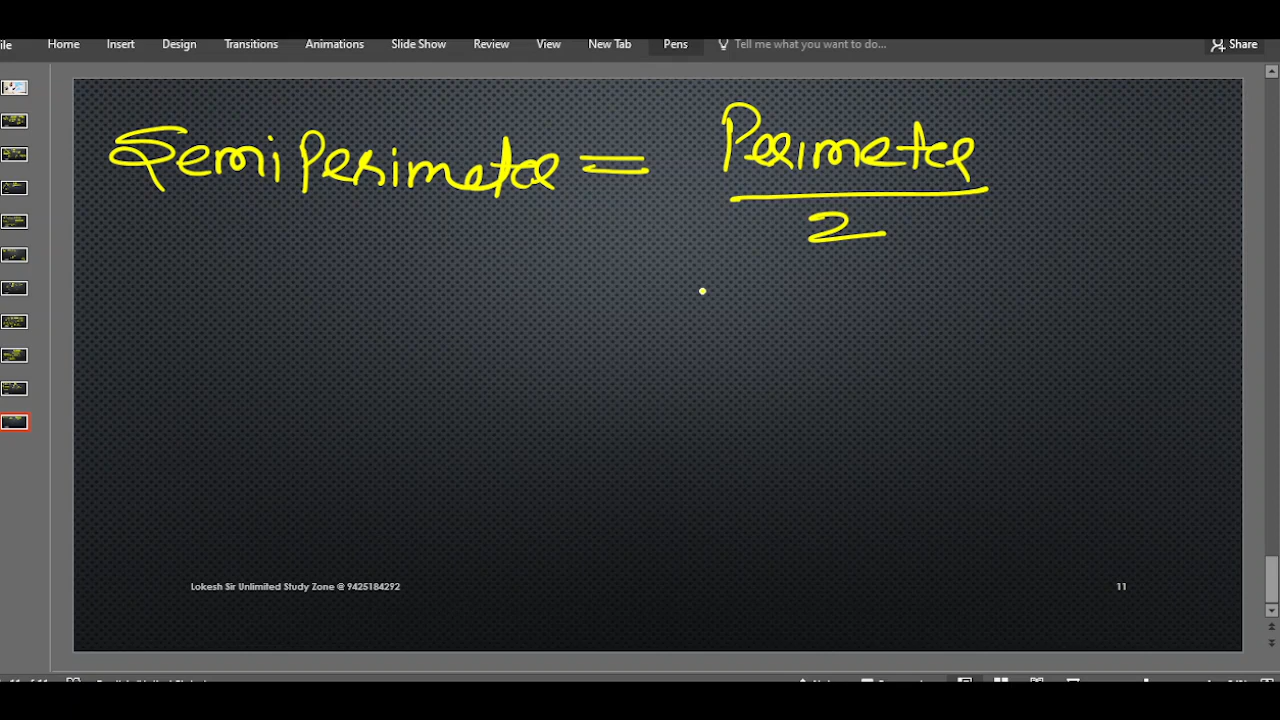 ile Home Insert Design Transitions Animations Slide Show Review View New Tab Pens Tell me what you want to do... Share
Semi Perimeter = Perimeter
2
Lokesh Sir Unlimited Study Zone @ 9425184292 11